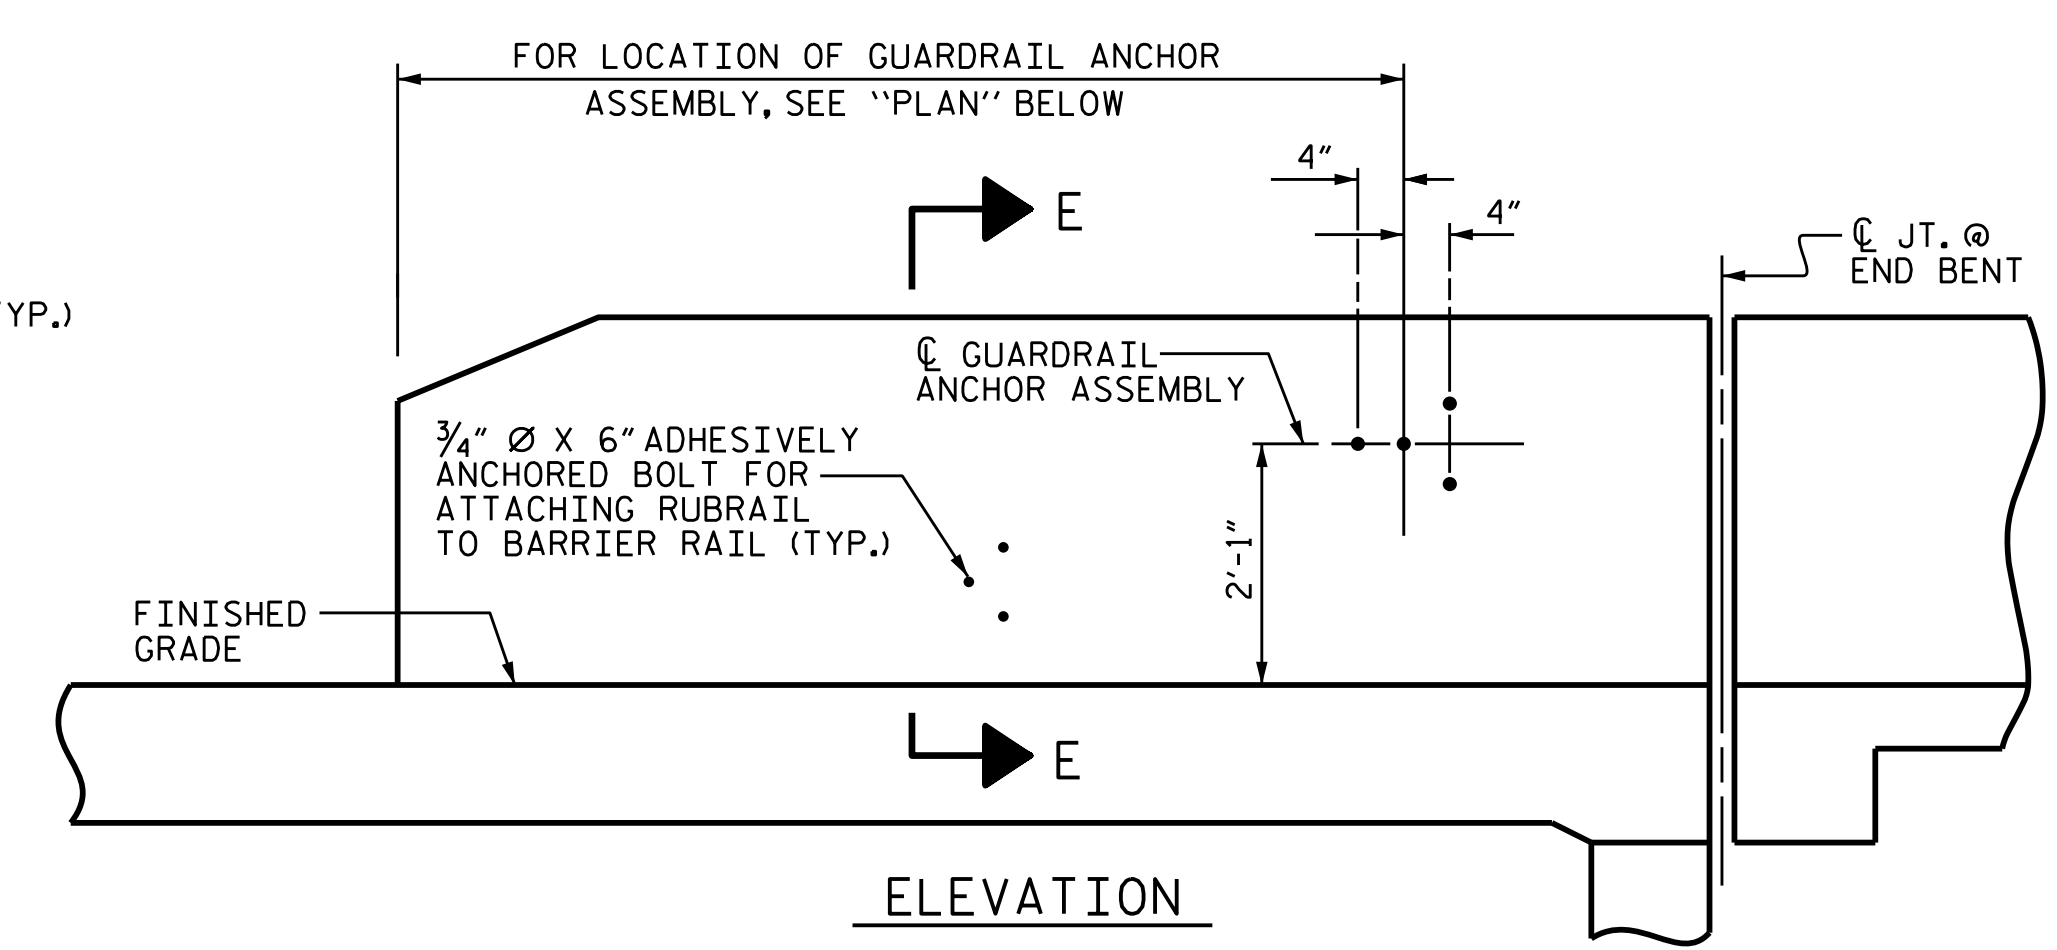 FOR LOCATION OF GUARDRAIL ANCHOR
ASSEMBLY, SEE ‵‵PLAN″ BELOW
4″
E
4″
℄ JT. @
END BENT
YP.)
℄ GUARDRAIL
ANCHOR ASSEMBLY
3/4″ Ø X 6″ ADHESIVELY
ANCHORED BOLT FOR
ATTACHING RUBRAIL
TO BARRIER RAIL (TYP.)
2′-1″
FINISHED
GRADE
E
ELEVATION